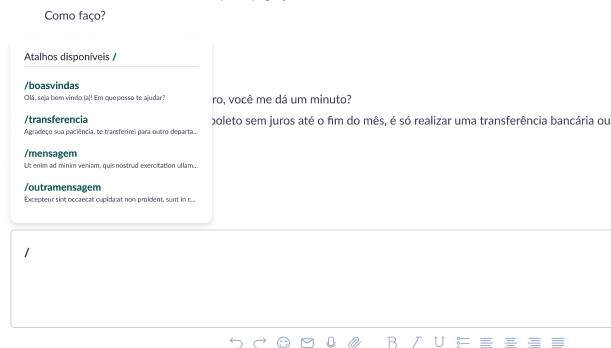 Como faço?
Atalhos disponíveis /
/boasvindas
Olá, seja bem vindo (a)! Em que posso te ajudar?
ro, você me dá um minuto?
/transferencia
boleto sem juros até o fim do mês, é só realizar uma transferência bancária ou
Agradeço sua paciência, te transferirei para outro departa...
/mensagem
Ut enim ad minim veniam, quis nostrud exercitation ullam...
/outramensagem
Excepteur sint occaecat cupidatat non proident, sunt in c...
/